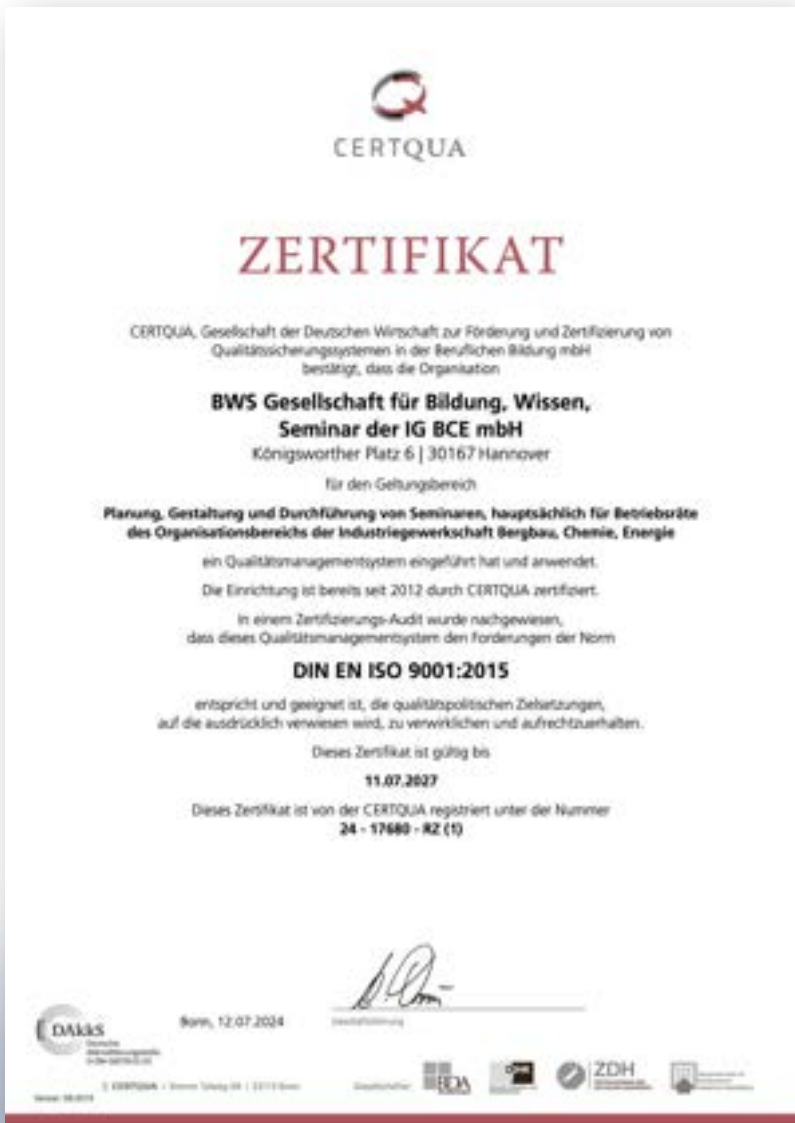 CERTQUA
ZERTIFIKAT
CERTQUA, Gesellschaft der Deutschen Wirtschaft zur Förderung und Zertifizierung von
Qualitätssicherungssystemen in der Beruflichen Bildung mbH
bestätigt, dass die Organisation
BWS Gesellschaft für Bildung, Wissen,
Seminar der IG BCE mbH
Königsworther Platz 6 | 30167 Hannover
für den Geltungsbereich
Planung, Gestaltung und Durchführung von Seminaren, hauptsächlich für Betriebsräte
des Organisationsbereichs der Industriegewerkschaft Bergbau, Chemie, Energie
ein Qualitätsmanagementsystem eingeführt hat und anwendet.
Die Einrichtung ist bereits seit 2012 durch CERTQUA zertifiziert.
In einem Zertifizierungs-Audit wurde nachgewiesen,
dass dieses Qualitätsmanagementsystem den Forderungen der Norm
DIN EN ISO 9001:2015
entspricht und geeignet ist, die qualitätspolitischen Zielsetzungen,
auf die ausdrücklich verwiesen wird, zu verwirklichen und aufrechtzuerhalten.
Dieses Zertifikat ist gültig bis
11.07.2027
Dieses Zertifikat ist von der CERTQUA registriert unter der Nummer
24 - 17680 - RZ (1)
Bonn, 12.07.2024
DAkkS
Deutsche
CERTQUA
Gesellschafter
BDA
ZDH